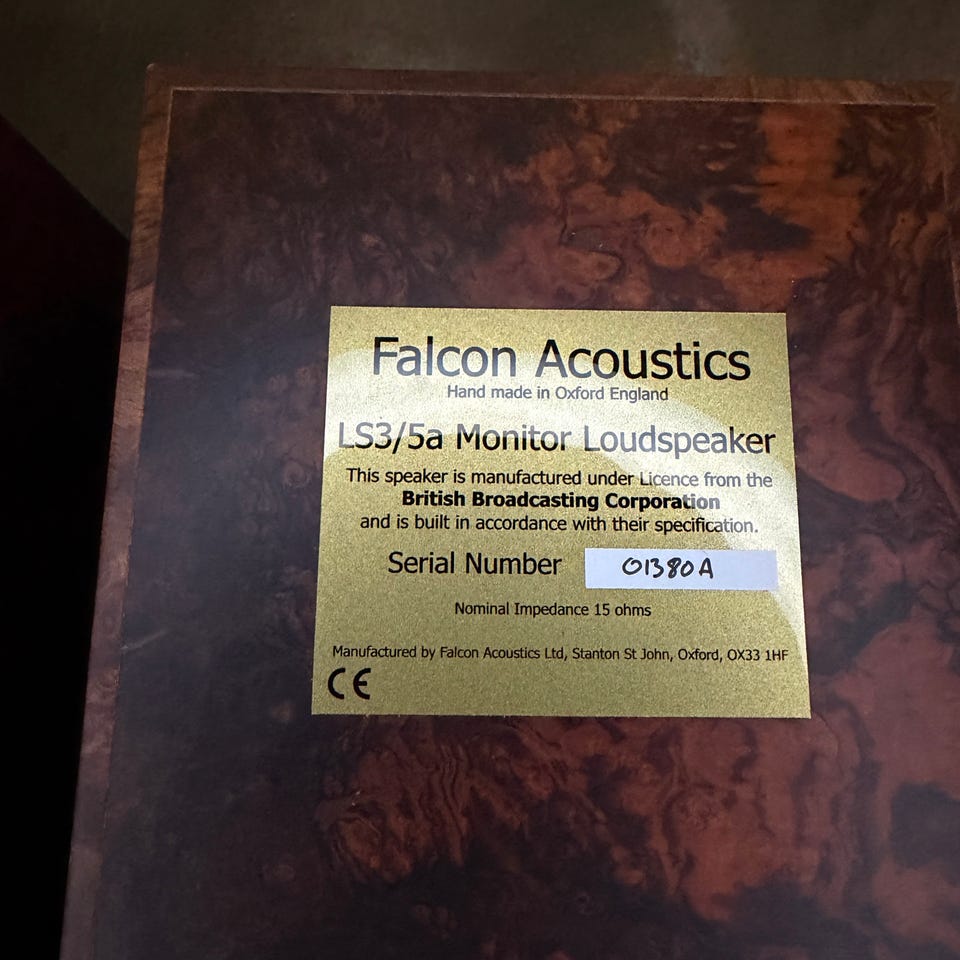 Falcon Acoustics
Hand made in Oxford England
LS3/5a Monitor Loudspeaker
This speaker is manufactured under Licence from the
British Broadcasting Corporation
and is built in accordance with their specification.
Serial Number 01380A
Nominal Impedance 15 ohms
Manufactured by Falcon Acoustics Ltd, Stanton St John, Oxford, OX33 1HF
CE